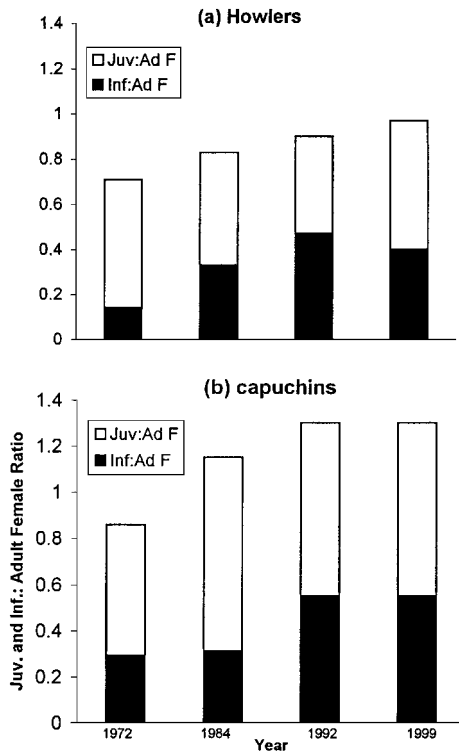 (a) Howlers
1.4
1.2
1
0.8
0.6
0.4
0.2
0
Juv:Ad F
Inf:Ad F
(b) capuchins
1.4
1.2
1
0.8
0.6
0.4
0.2
0
Juv:Ad F
Inf:Ad F
Juv. and Inf.: Adult Female Ratio
1972 1984 1992 1999
Year